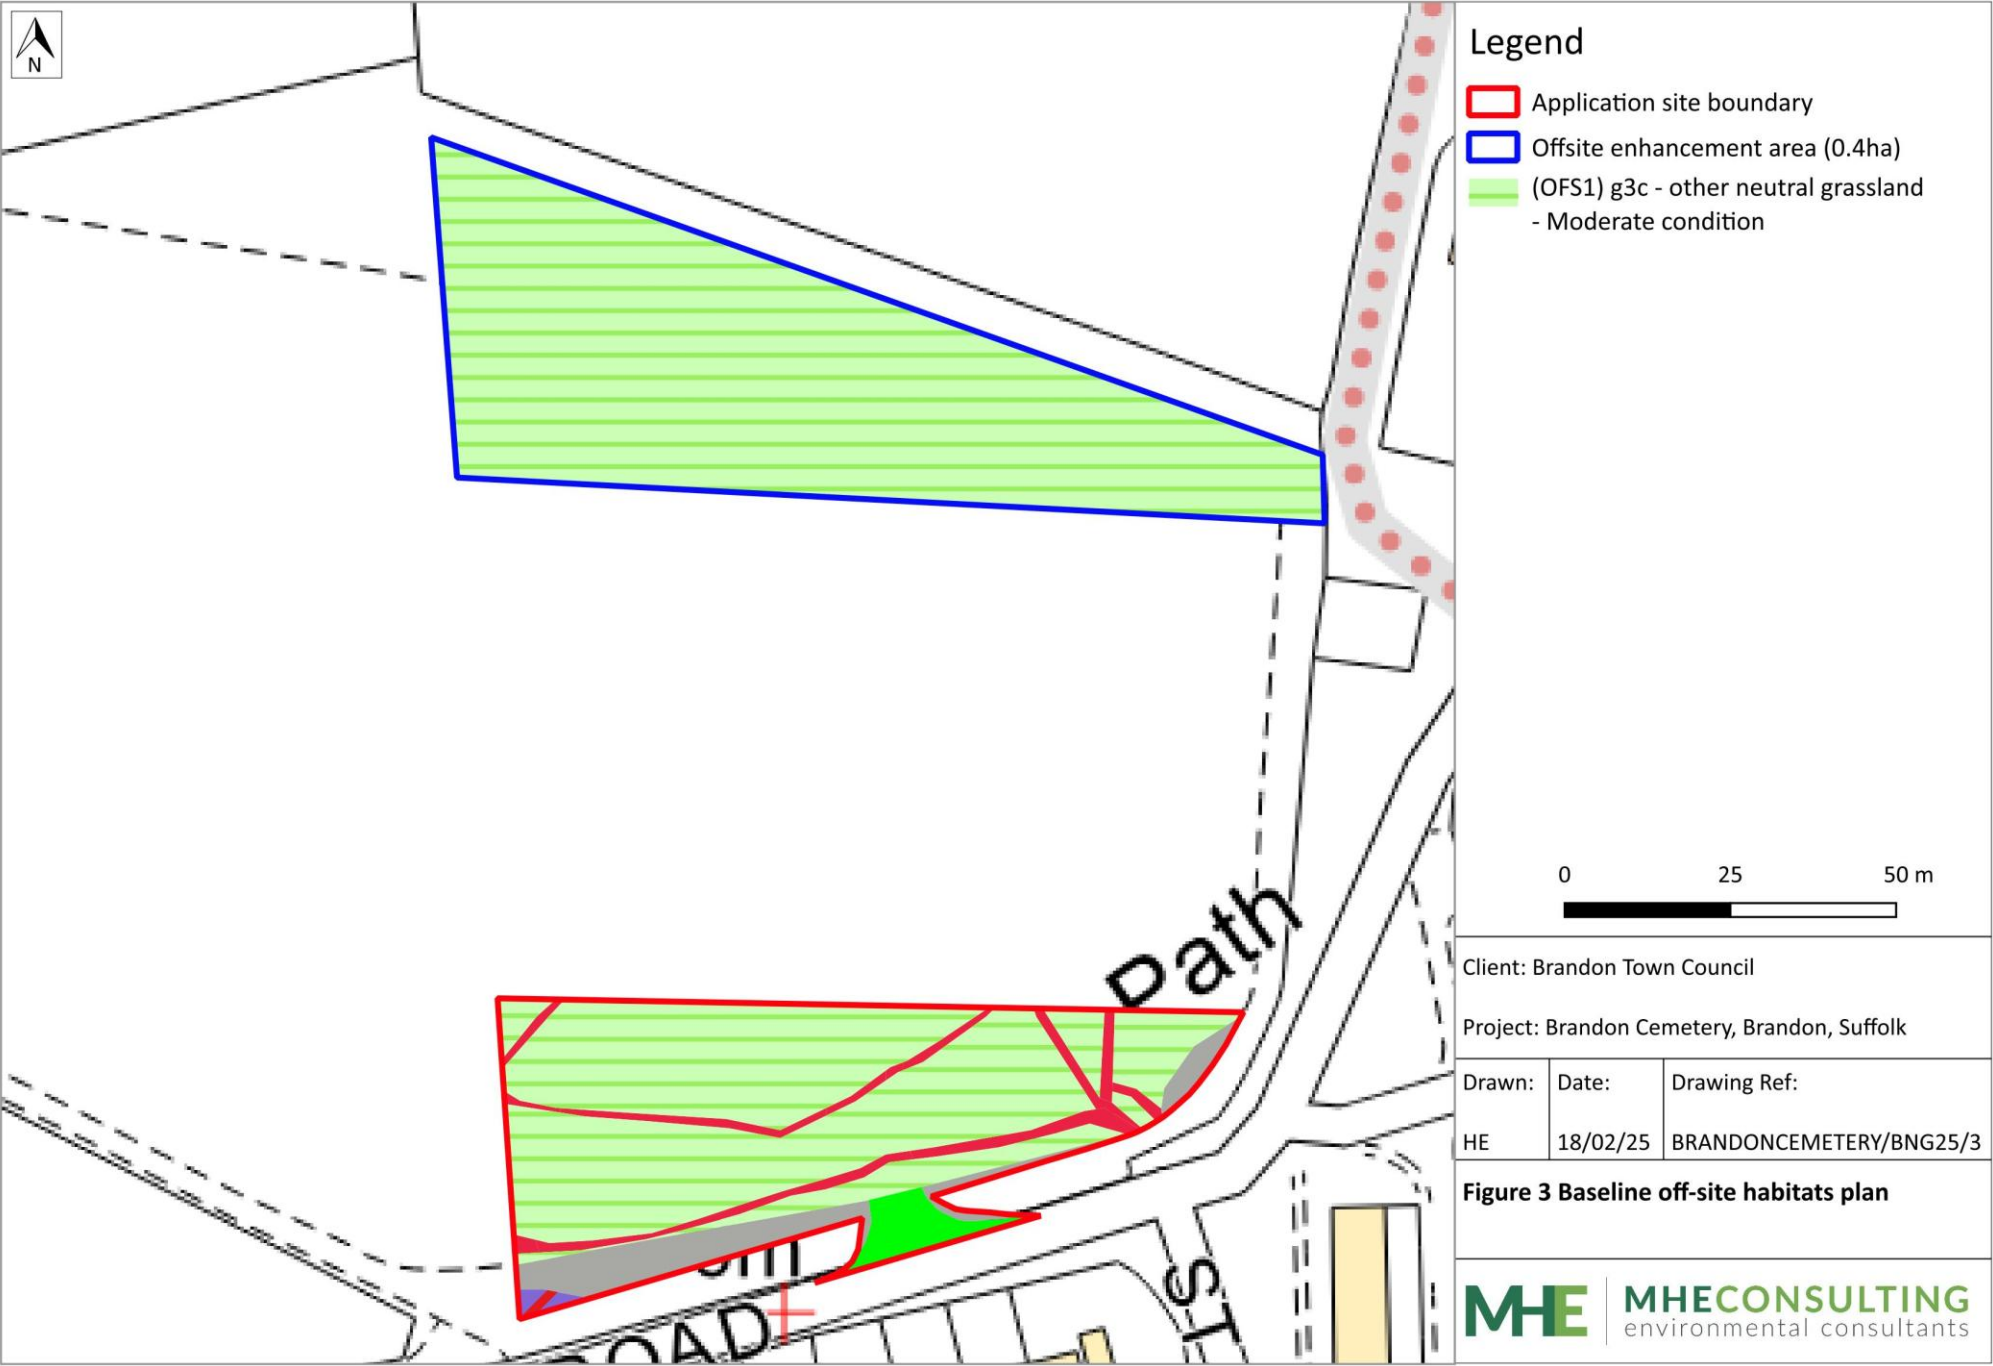 N
Legend
Application site boundary
Offsite enhancement area (0.4ha)
(OFS1) g3c - other neutral grassland
- Moderate condition
0 25 50 m
Path
ROAD
ST
Client: Brandon Town Council
Project: Brandon Cemetery, Brandon, Suffolk
Drawn: Date: Drawing Ref:
HE 18/02/25 BRANDONCEMETERY/BNG25/3
Figure 3 Baseline off-site habitats plan
MHE MHECONSULTING
environmental consultants